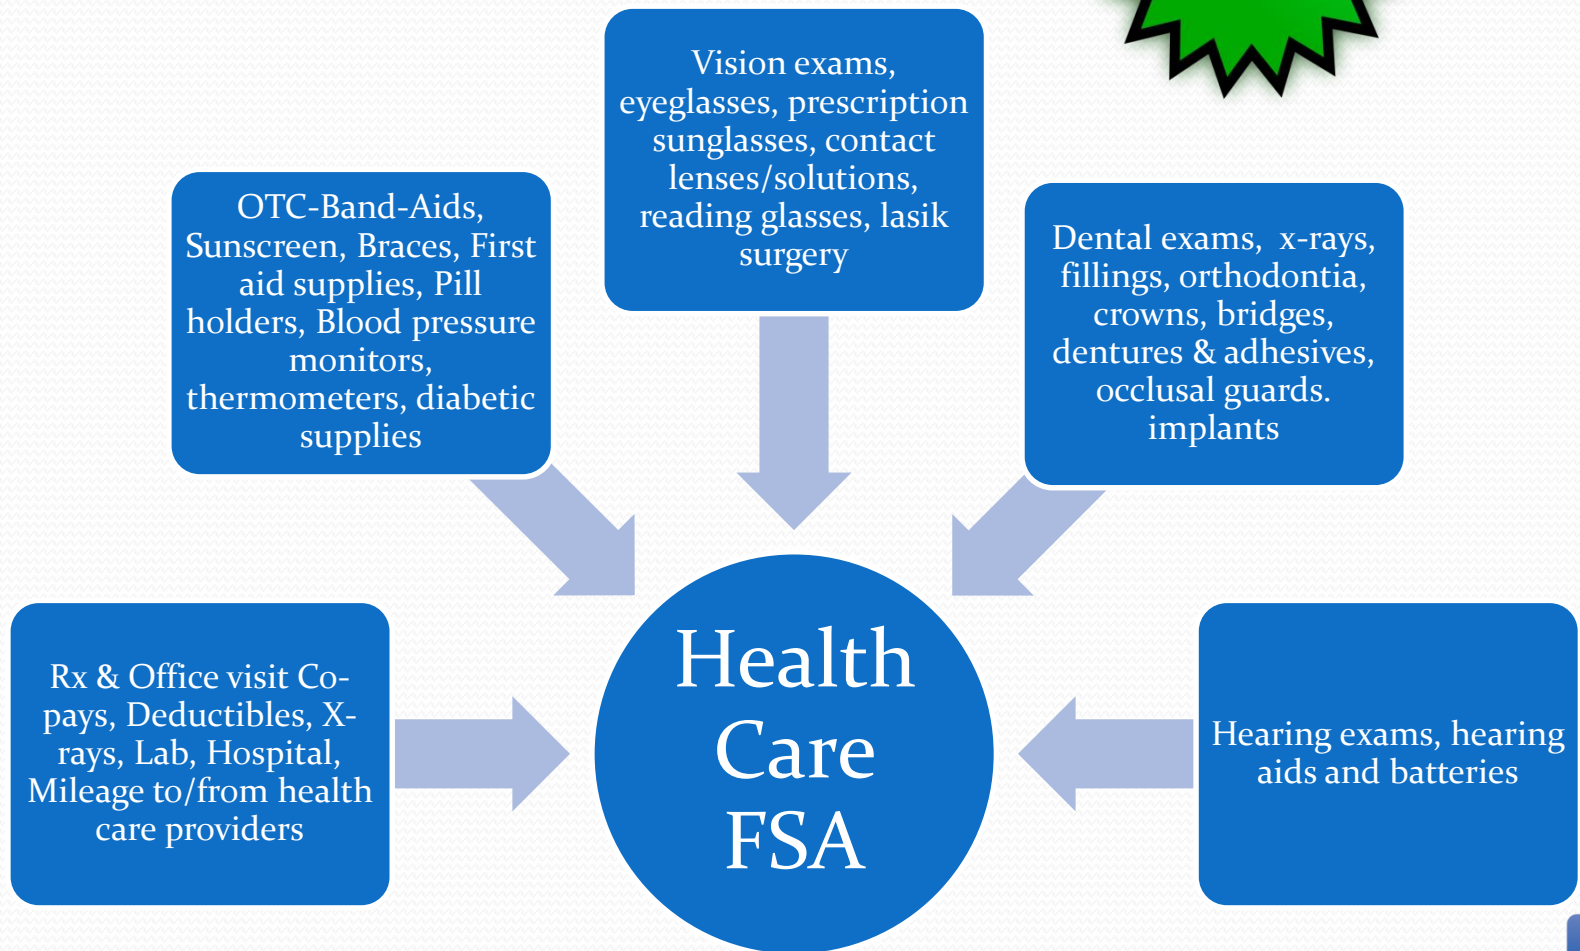 Vision exams,
eyeglasses, prescription
sunglasses, contact
lenses/solutions,
reading glasses, lasik
surgery
OTC-Band-Aids,
Sunscreen, Braces, First
aid supplies, Pill
holders, Blood pressure
monitors,
thermometers, diabetic
supplies
Dental exams,  x-rays,
fillings, orthodontia,
crowns, bridges,
dentures & adhesives,
occlusal guards.
implants
Rx & Office visit Co-
pays, Deductibles, X-
rays, Lab, Hospital,
Mileage to/from health
care providers
Health
Care
FSA
Hearing exams, hearing
aids and batteries